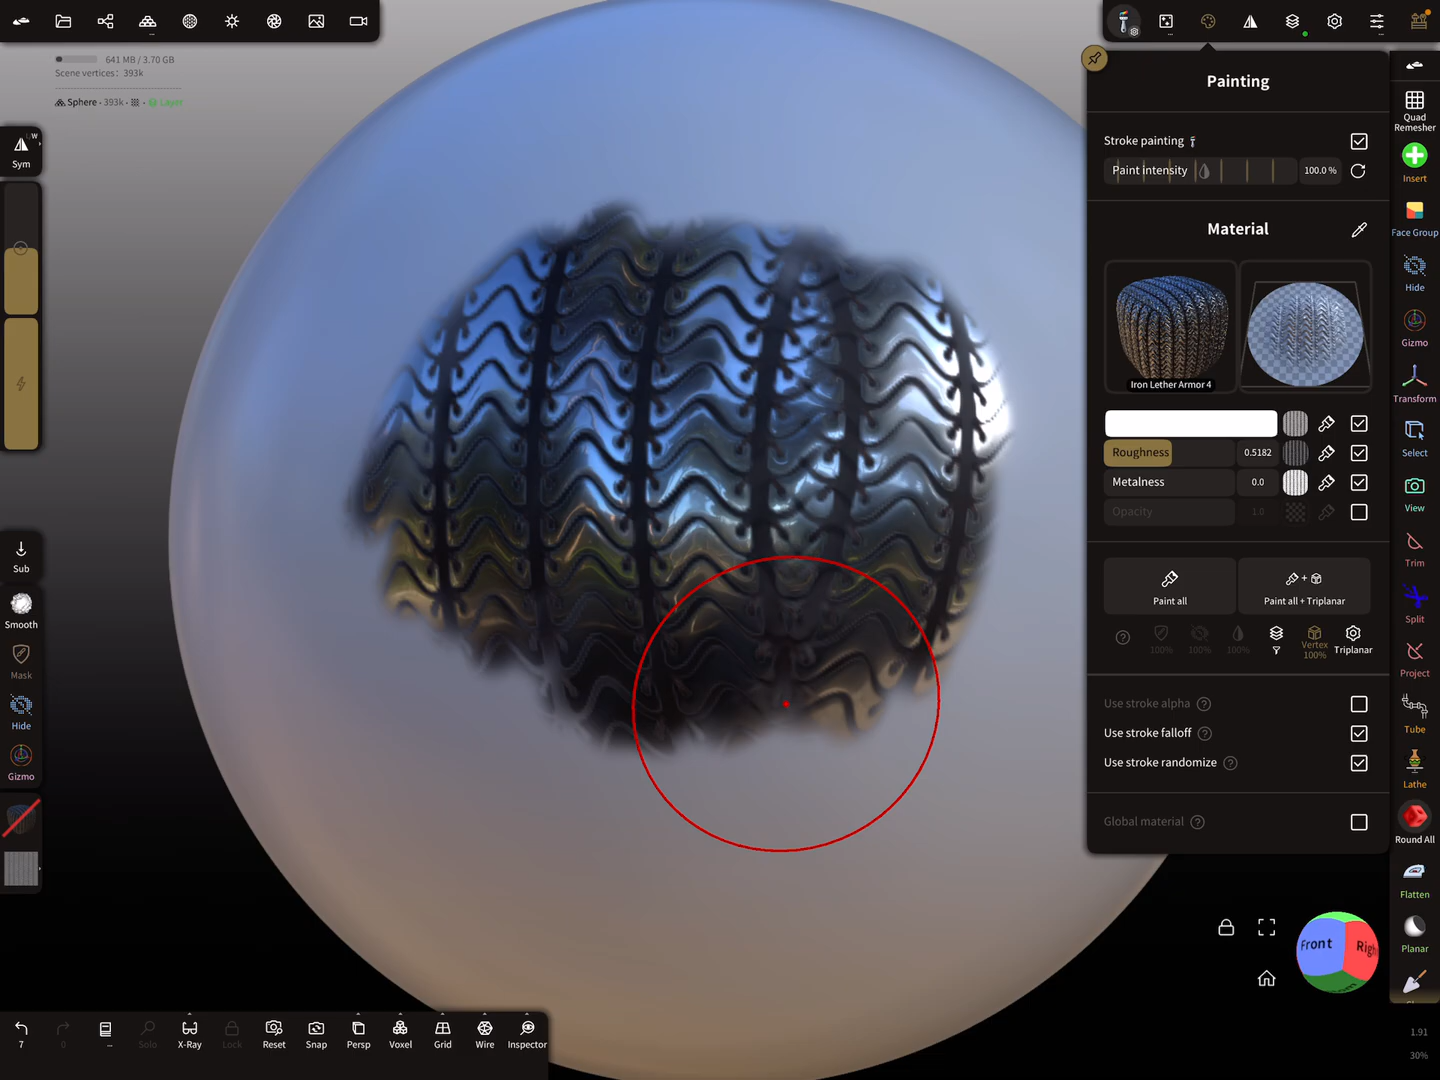 641 MB / 3.70 GB
Scene vertices: 393k
Sphere · 393k · · Layer
W
Sym
Sub
Smooth
Mask
Hide
Gizmo
7
0
...
Solo
X-Ray
Lock
Reset
Snap
Persp
Voxel
Grid
Wire
Inspector
Painting
Stroke painting
Paint intensity
100.0 %
Material
Iron Lether Armor 4
Roughness
0.5182
Metalness
0.0
Opacity
1.0
Paint all
Paint all + Triplanar
?
100%
100%
100%
Vertex
100%
Triplanar
Use stroke alpha ?
Use stroke falloff ?
Use stroke randomize ?
Global material ?
Quad
Remesher
Insert
Face Group
Hide
Gizmo
Transform
Select
View
Trim
Split
Project
Tube
Lathe
Round All
Flatten
Planar
Front
Righ
1.91
30%